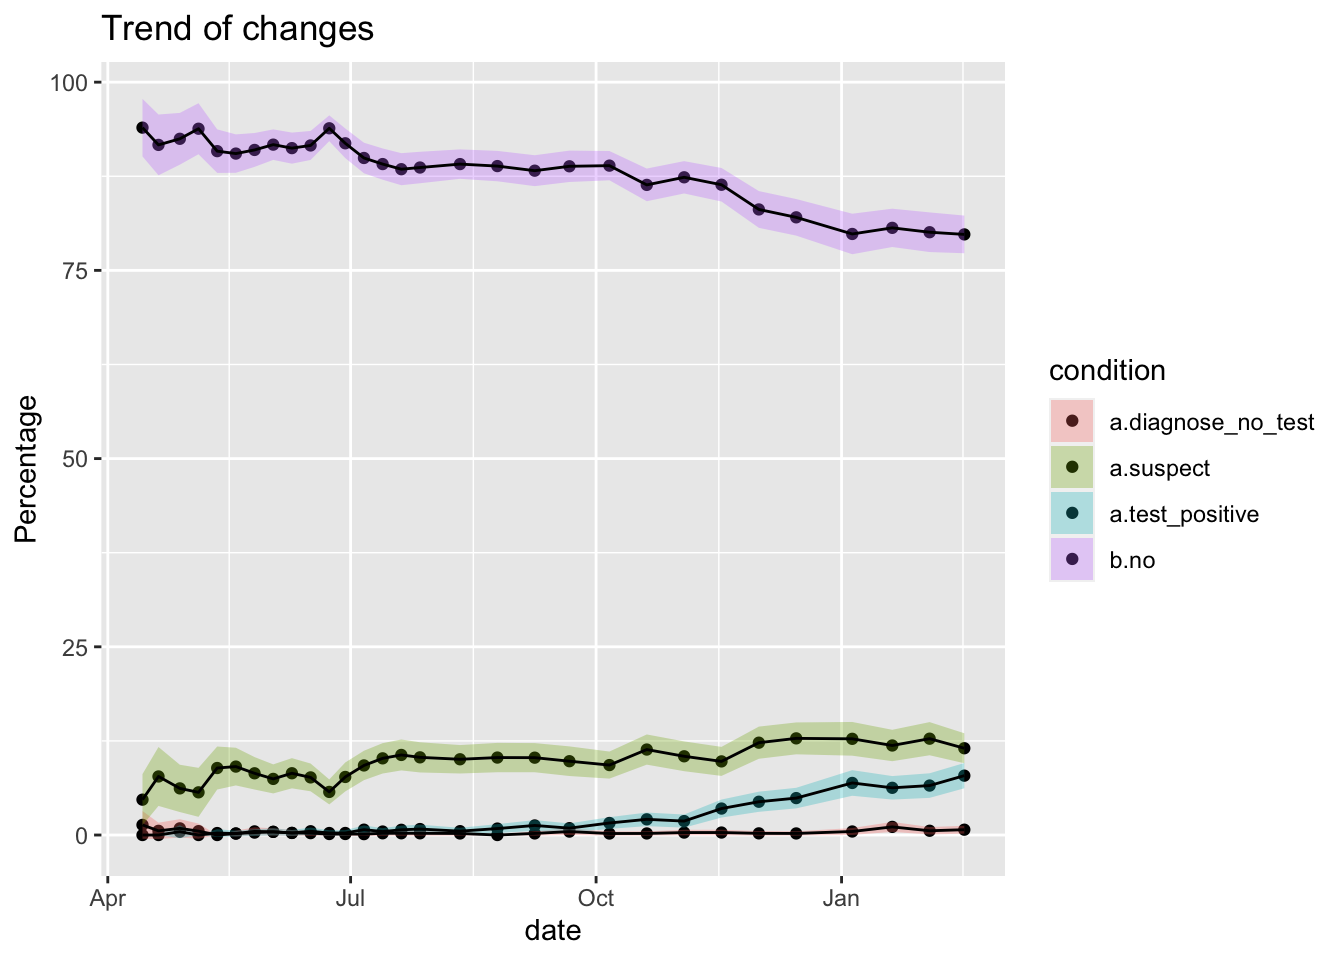 Trend of changes
100
75
50
25
0
Percentage
Apr
Jul
Oct
Jan
date
condition
a.diagnose_no_test
a.suspect
a.test_positive
b.no